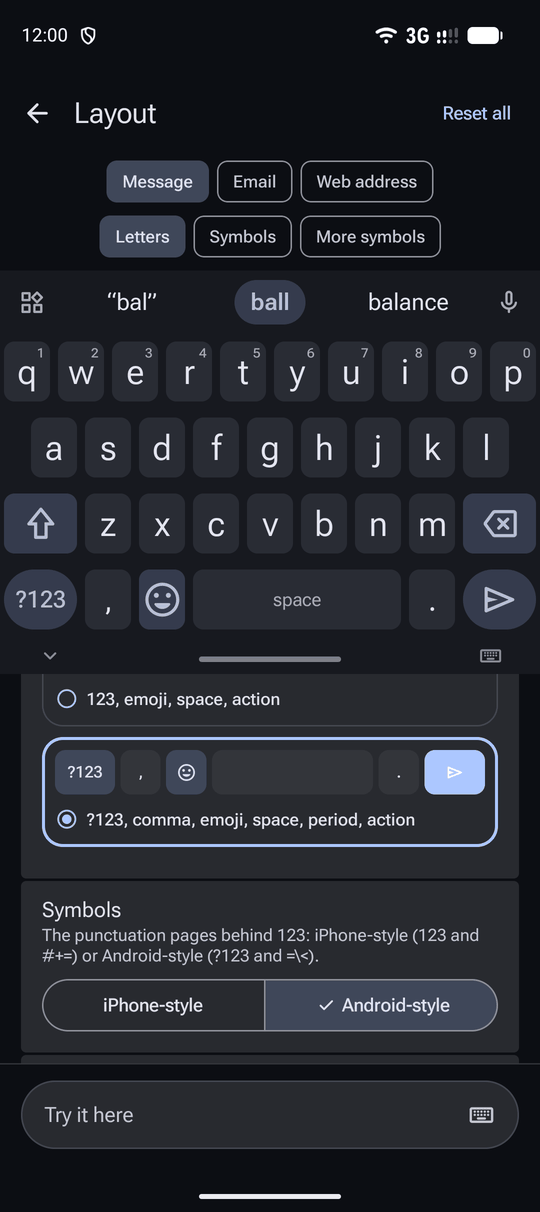 12:00 3G
Layout Reset all
Message Email Web address
Letters Symbols More symbols
“bal” ball balance
1 2 3 4 5 6 7 8 9 0
q w e r t y u i o p
a s d f g h j k l
z x c v b n m
?123 , space .
123, emoji, space, action
?123 , .
?123, comma, emoji, space, period, action
Symbols
The punctuation pages behind 123: iPhone-style (123 and
#+=) or Android-style (?123 and =\<).
iPhone-style Android-style
Try it here